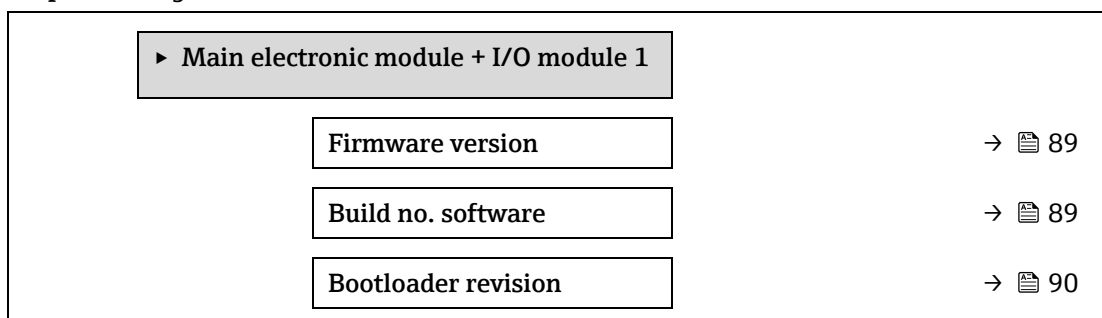 ▸ Main electronic module + I/O module 1
Firmware version → 89
Build no. software → 89
Bootloader revision → 90